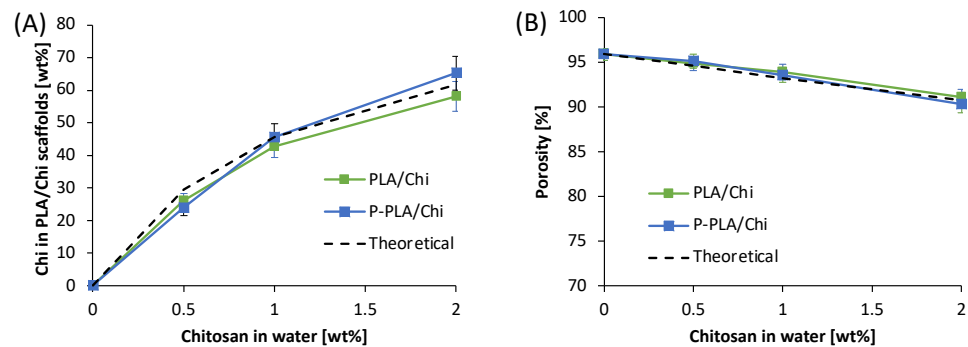 (A)
Chi in PLA/Chi scaffolds [wt%]
80
70
60
50
40
30
20
10
0
0 0.5 1 1.5 2
Chitosan in water [wt%]
PLA/Chi
P-PLA/Chi
Theoretical
(B)
Porosity [%]
100
95
90
85
80
75
70
0 0.5 1 1.5 2
Chitosan in water [wt%]
PLA/Chi
P-PLA/Chi
Theoretical